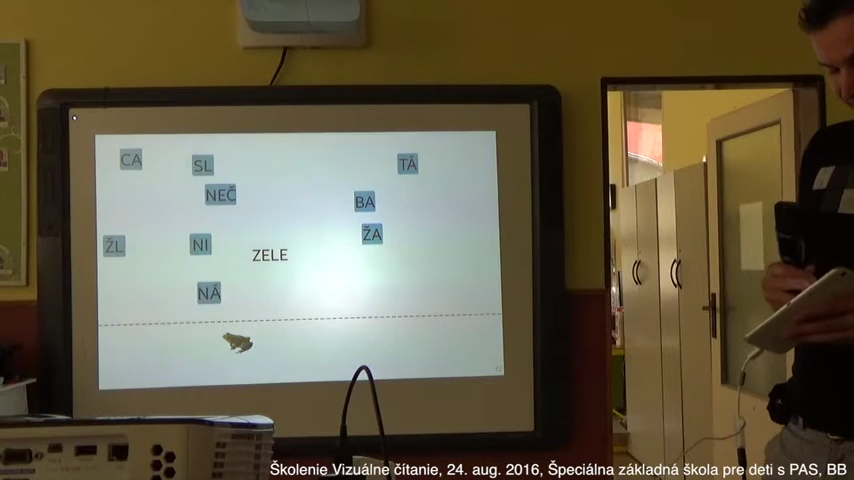 CA
SL
TÁ
NEČ
BA
ŽA
ŽL
NI
ZELE
NÁ
72
Školenie Vizuálne čítanie, 24. aug. 2016, Špeciálna základná škola pre deti s PAS, BB